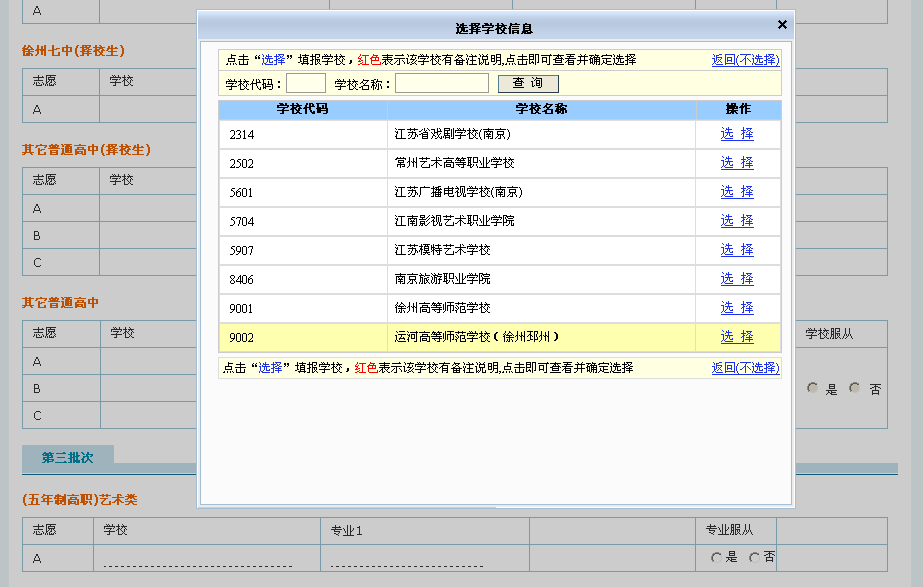 A
徐州七中(择校生)
志愿 学校
A
其它普通高中(择校生)
志愿 学校
A
B
C
其它普通高中
志愿 学校 学校服从
A
B 是 否
C
第三批次
(五年制高职)艺术类
志愿 学校 专业1 专业服从
A 是 否
选择学校信息 ×
点击“选择”填报学校，红色表示该学校有备注说明,点击即可查看并确定选择 返回(不选择)
学校代码： 学校名称： 查 询
学校代码 学校名称 操作
2314 江苏省戏剧学校(南京) 选 择
2502 常州艺术高等职业学校 选 择
5601 江苏广播电视学校(南京) 选 择
5704 江南影视艺术职业学院 选 择
5907 江苏模特艺术学校 选 择
8406 南京旅游职业学院 选 择
9001 徐州高等师范学校 选 择
9002 运河高等师范学校（徐州邳州） 选 择
点击“选择”填报学校，红色表示该学校有备注说明,点击即可查看并确定选择 返回(不选择)